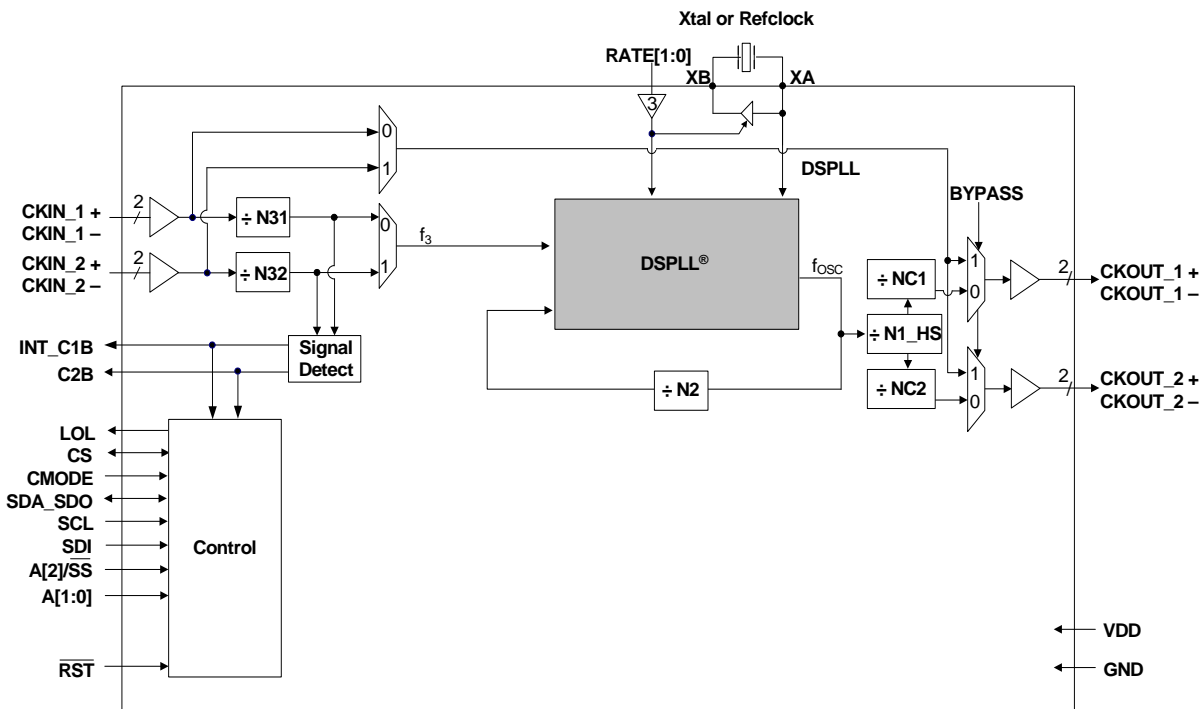 Xtal or Refclock
RATE[1:0]
XB
XA
3
0
1
DSPLL
BYPASS
CKIN_1 +
CKIN_1 –
2
÷ N31
0
1
f3
CKIN_2 +
CKIN_2 –
2
÷ N32
DSPLL®
fOSC
÷ NC1
1
0
2
CKOUT_1 +
CKOUT_1 –
÷ N1_HS
INT_C1B
C2B
Signal
Detect
÷ N2
÷ NC2
1
0
2
CKOUT_2 +
CKOUT_2 –
LOL
CS
CMODE
SDA_SDO
SCL
SDI
A[2]/S̅S̅
A[1:0]
R̅S̅T̅
Control
VDD
GND